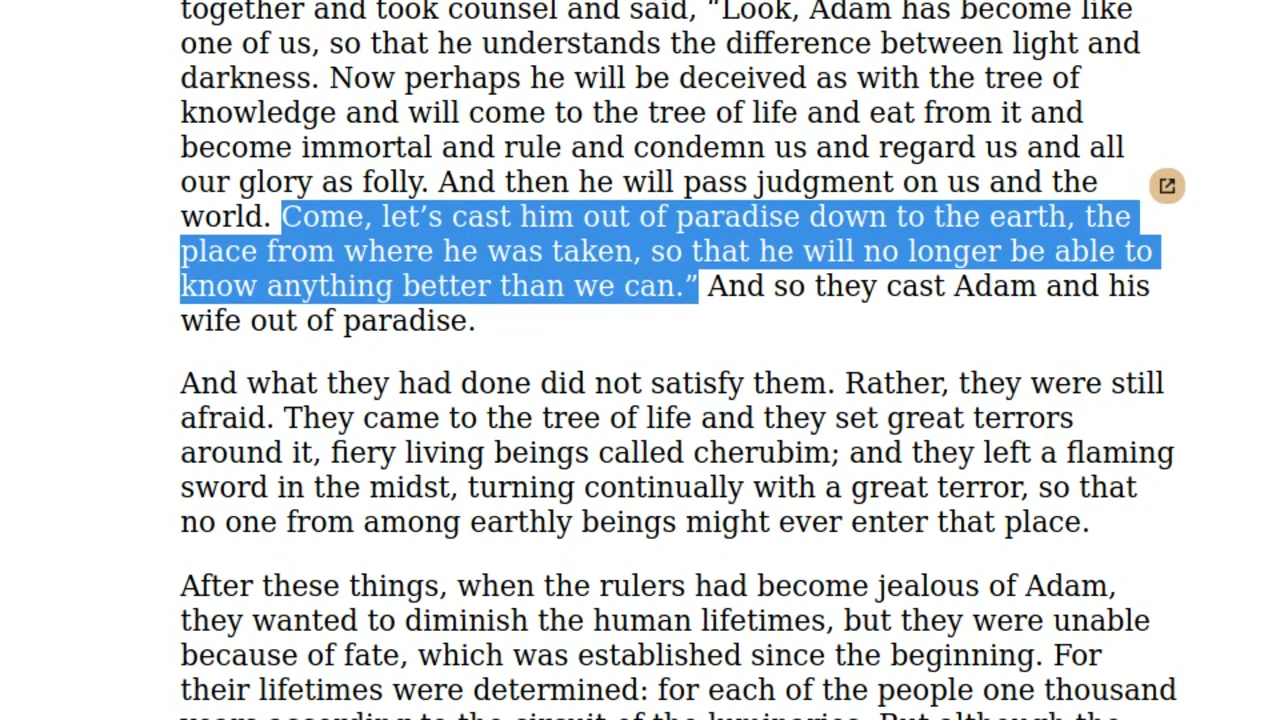 together and took counsel and said, “Look, Adam has become like
one of us, so that he understands the difference between light and
darkness. Now perhaps he will be deceived as with the tree of
knowledge and will come to the tree of life and eat from it and
become immortal and rule and condemn us and regard us and all
our glory as folly. And then he will pass judgment on us and the
world. Come, let’s cast him out of paradise down to the earth, the
place from where he was taken, so that he will no longer be able to
know anything better than we can.” And so they cast Adam and his
wife out of paradise.
And what they had done did not satisfy them. Rather, they were still
afraid. They came to the tree of life and they set great terrors
around it, fiery living beings called cherubim; and they left a flaming
sword in the midst, turning continually with a great terror, so that
no one from among earthly beings might ever enter that place.
After these things, when the rulers had become jealous of Adam,
they wanted to diminish the human lifetimes, but they were unable
because of fate, which was established since the beginning. For
their lifetimes were determined: for each of the people one thousand
years according to the circuit of the luminaries. But although the